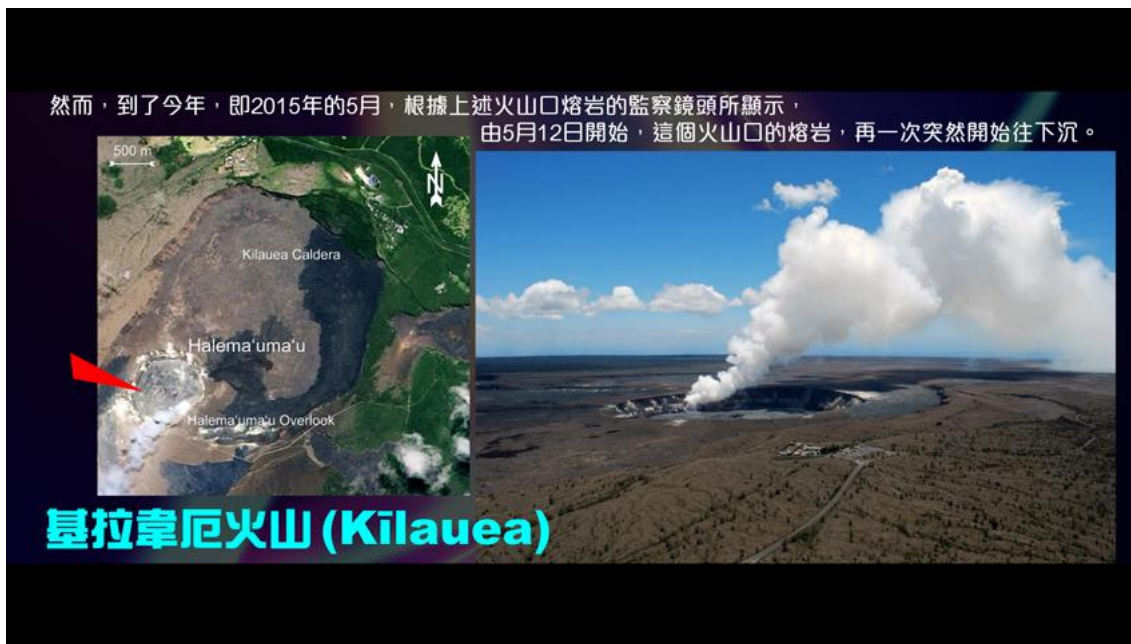 然而，到了今年，即2015年的5月，根據上述火山口熔岩的監察鏡頭所顯示，
由5月12日開始，這個火山口的熔岩，再一次突然開始往下沉。
500 m
N
Kilauea Caldera
Halema‘uma‘u
Halema‘uma‘u Overlook
基拉韋厄火山(Kīlauea)